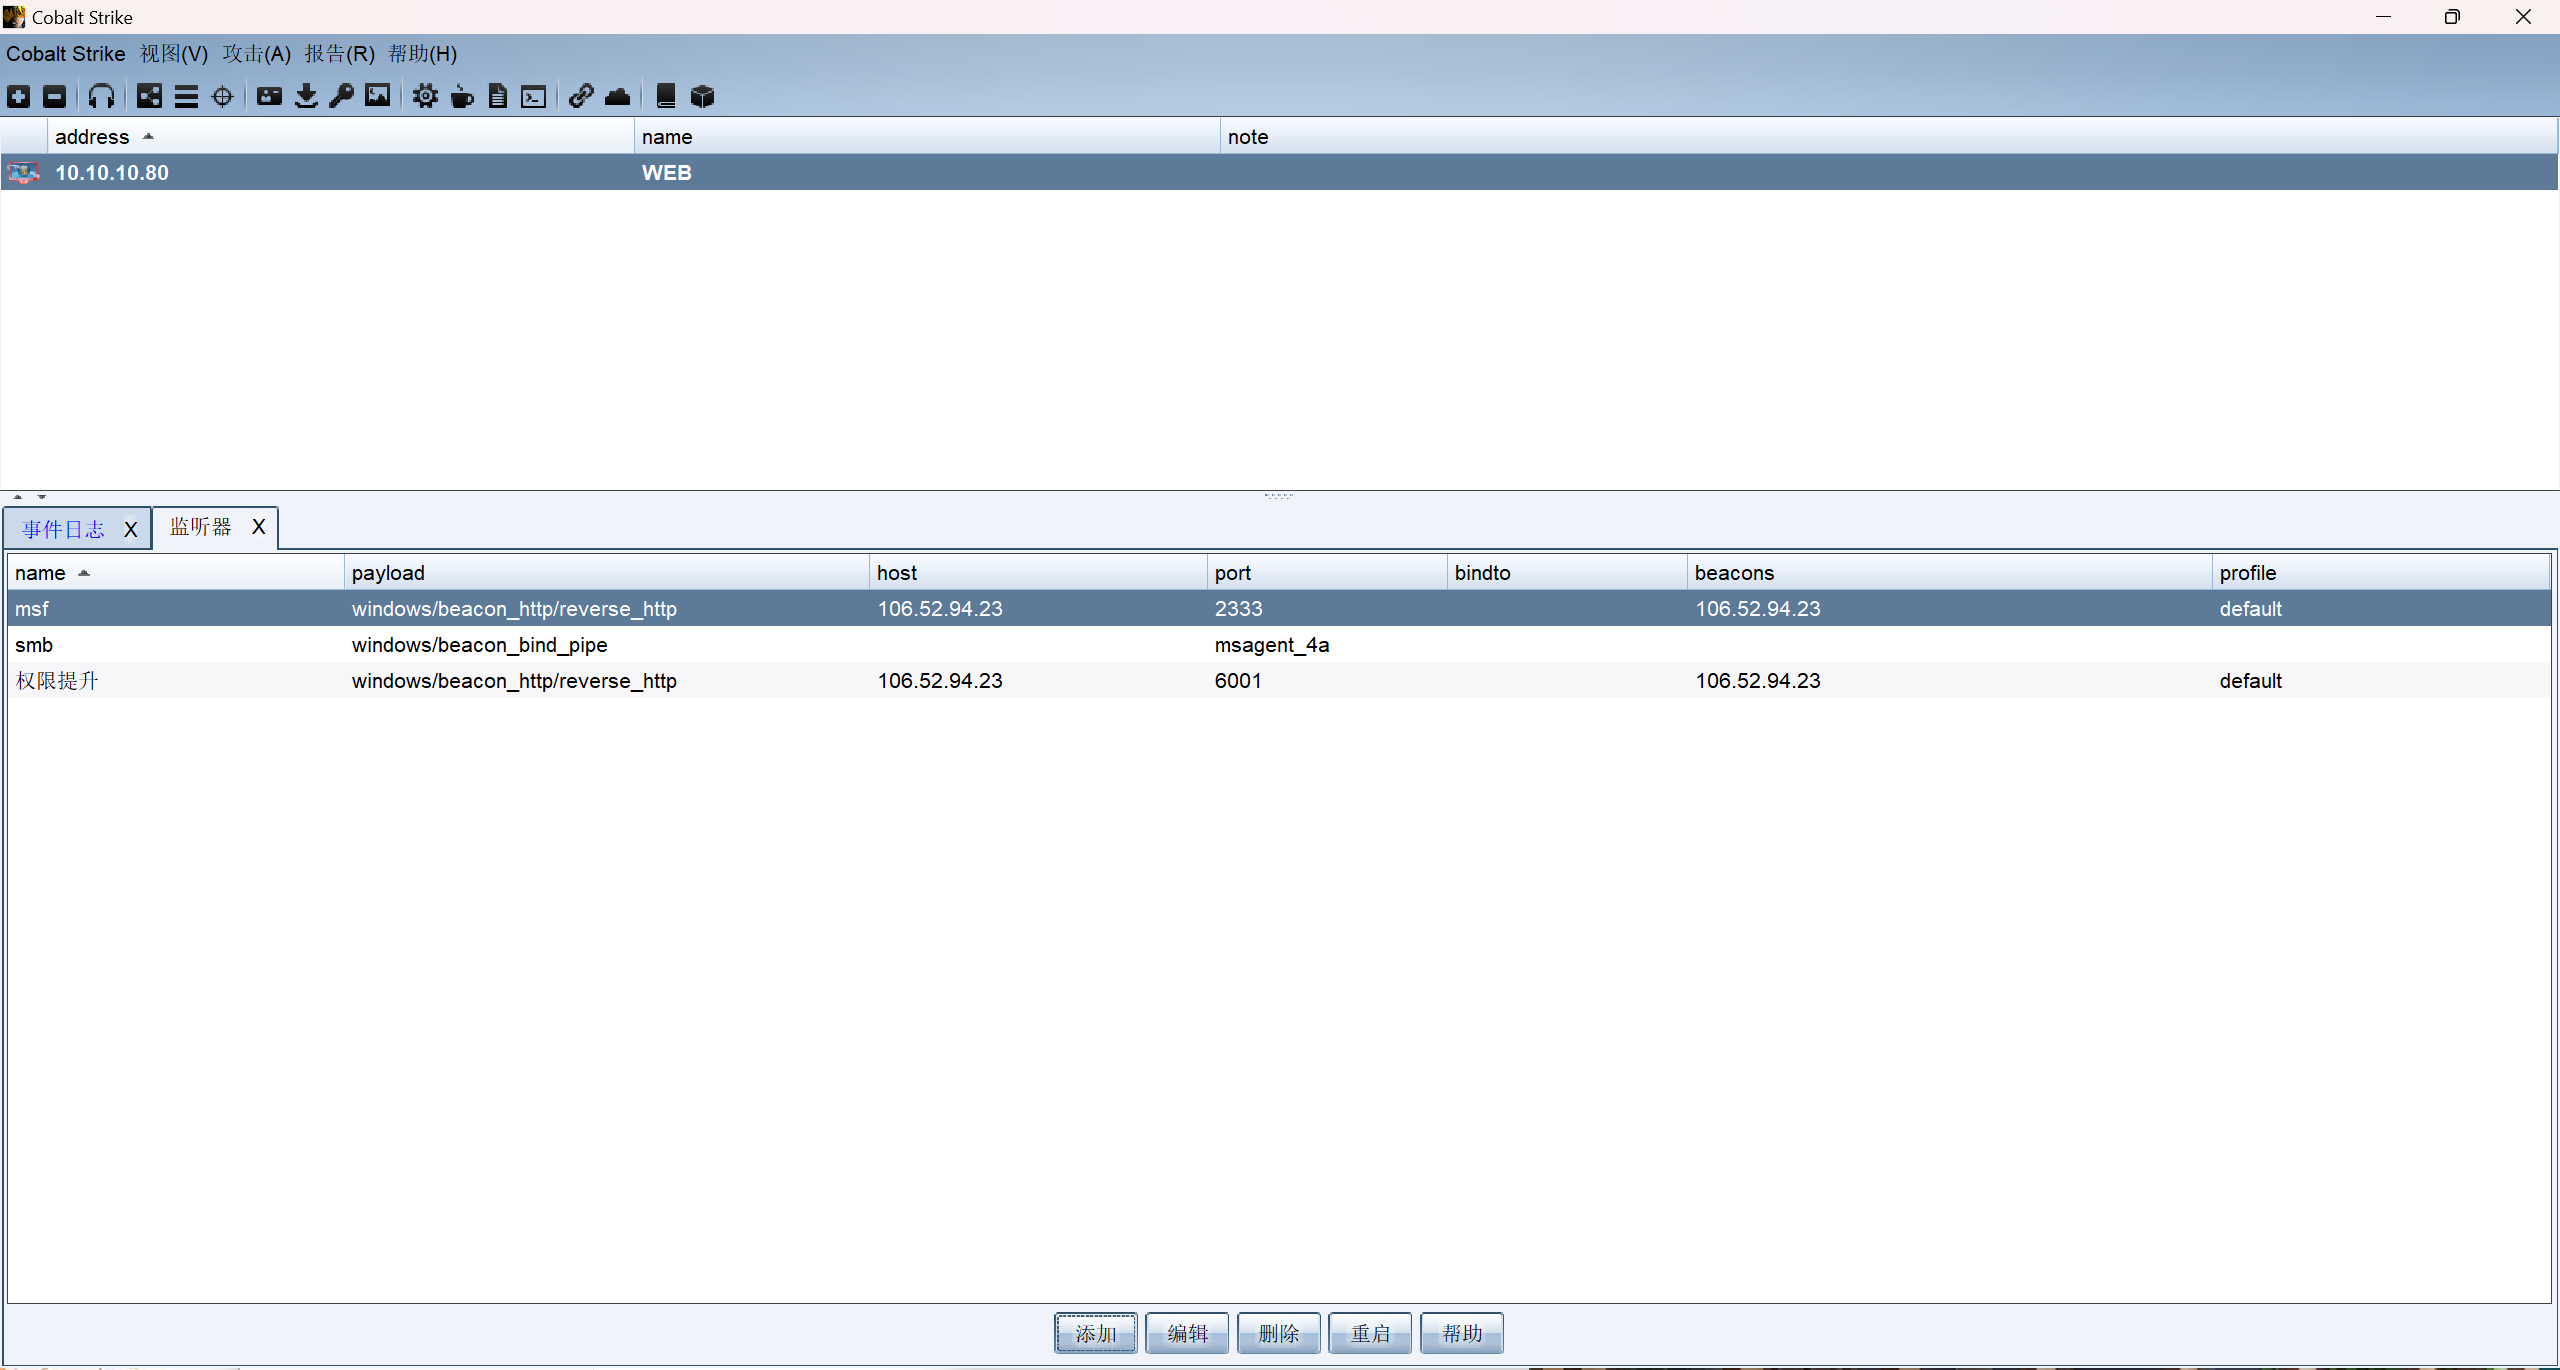 Cobalt Strike
Cobalt Strike 视图(V) 攻击(A) 报告(R) 帮助(H)
address name note
10.10.10.80 WEB
事件日志 X 监听器 X
name payload host port bindto beacons profile
msf windows/beacon_http/reverse_http 106.52.94.23 2333 106.52.94.23 default
smb windows/beacon_bind_pipe msagent_4a
权限提升 windows/beacon_http/reverse_http 106.52.94.23 6001 106.52.94.23 default
添加 编辑 删除 重启 帮助